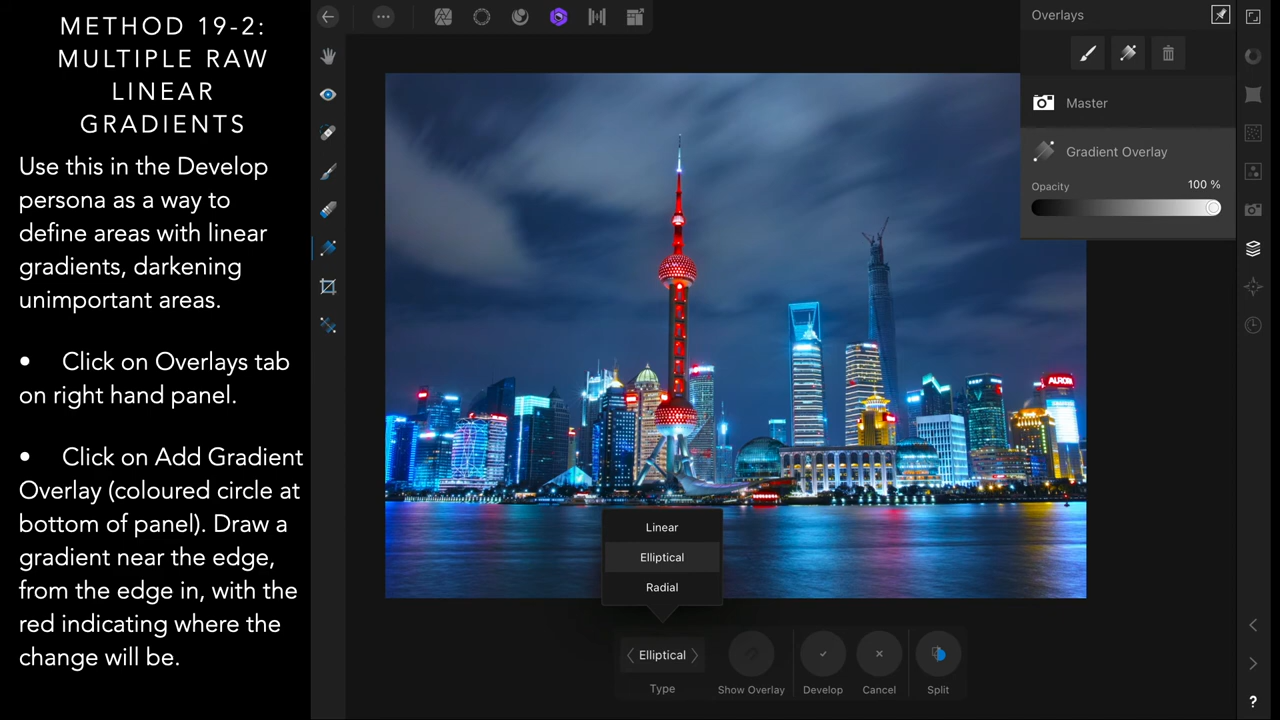 METHOD 19-2:
MULTIPLE RAW
LINEAR
GRADIENTS
Use this in the Develop
persona as a way to
define areas with linear
gradients, darkening
unimportant areas.
• Click on Overlays tab
on right hand panel.
• Click on Add Gradient
Overlay (coloured circle at
bottom of panel). Draw a
gradient near the edge,
from the edge in, with the
red indicating where the
change will be.
Overlays
Master
Gradient Overlay
Opacity 100 %
AURORA
Linear
Elliptical
Radial
Elliptical
Type
Show Overlay
Develop
Cancel
Split
?